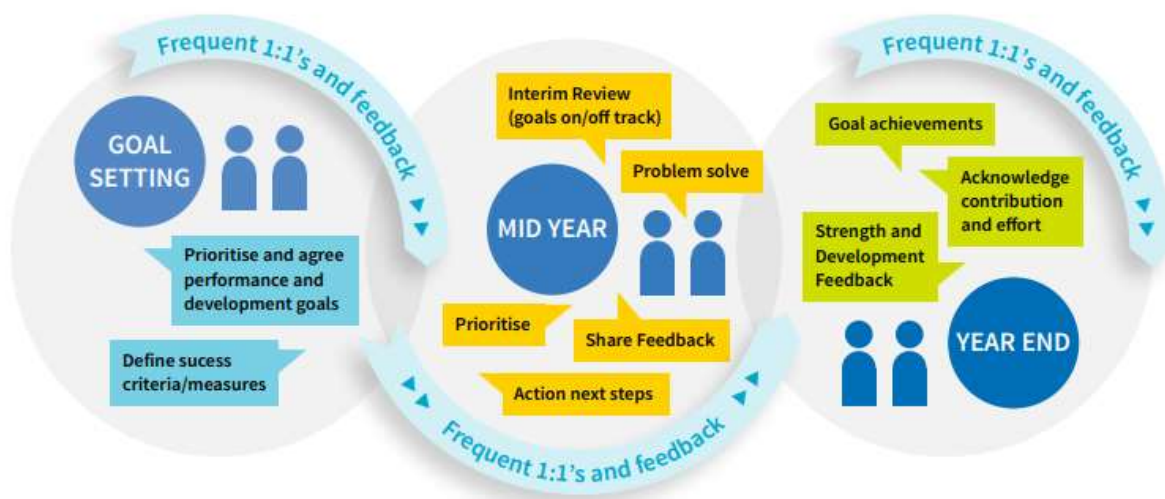 Frequent 1:1's and feedback
GOAL
SETTING
Prioritise and agree
performance and
development goals
Define sucess
criteria/measures
Interim Review
(goals on/off track)
Problem solve
MID YEAR
Prioritise
Share Feedback
Action next steps
Frequent 1:1's and feedback
Frequent 1:1's and feedback
Goal achievements
Acknowledge
contribution
and effort
Strength and
Development
Feedback
YEAR END